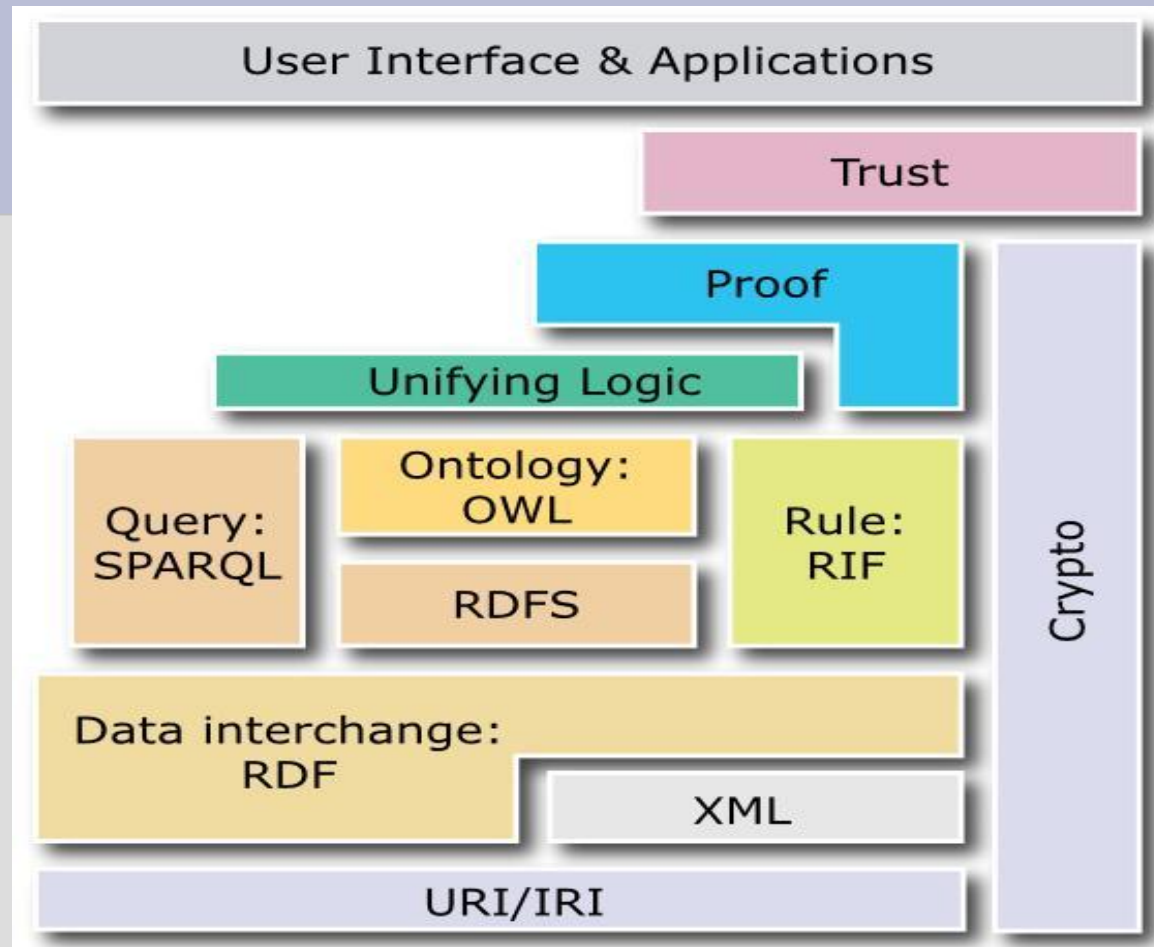 User Interface & Applications
Trust
Proof
Unifying Logic
Query:
SPARQL
Ontology:
OWL
RDFS
Rule:
RIF
Crypto
Data interchange:
RDF
XML
URI/IRI